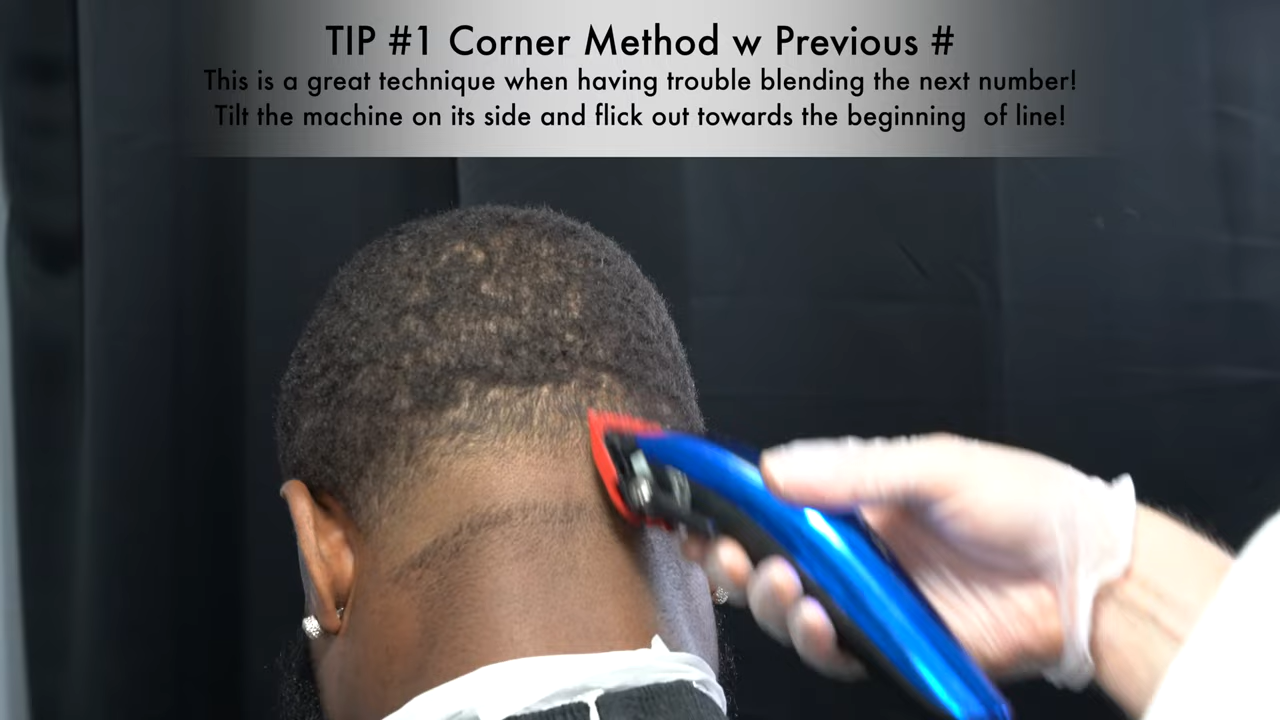 TIP #1 Corner Method w Previous #
This is a great technique when having trouble blending the next number!
Tilt the machine on its side and flick out towards the beginning  of line!